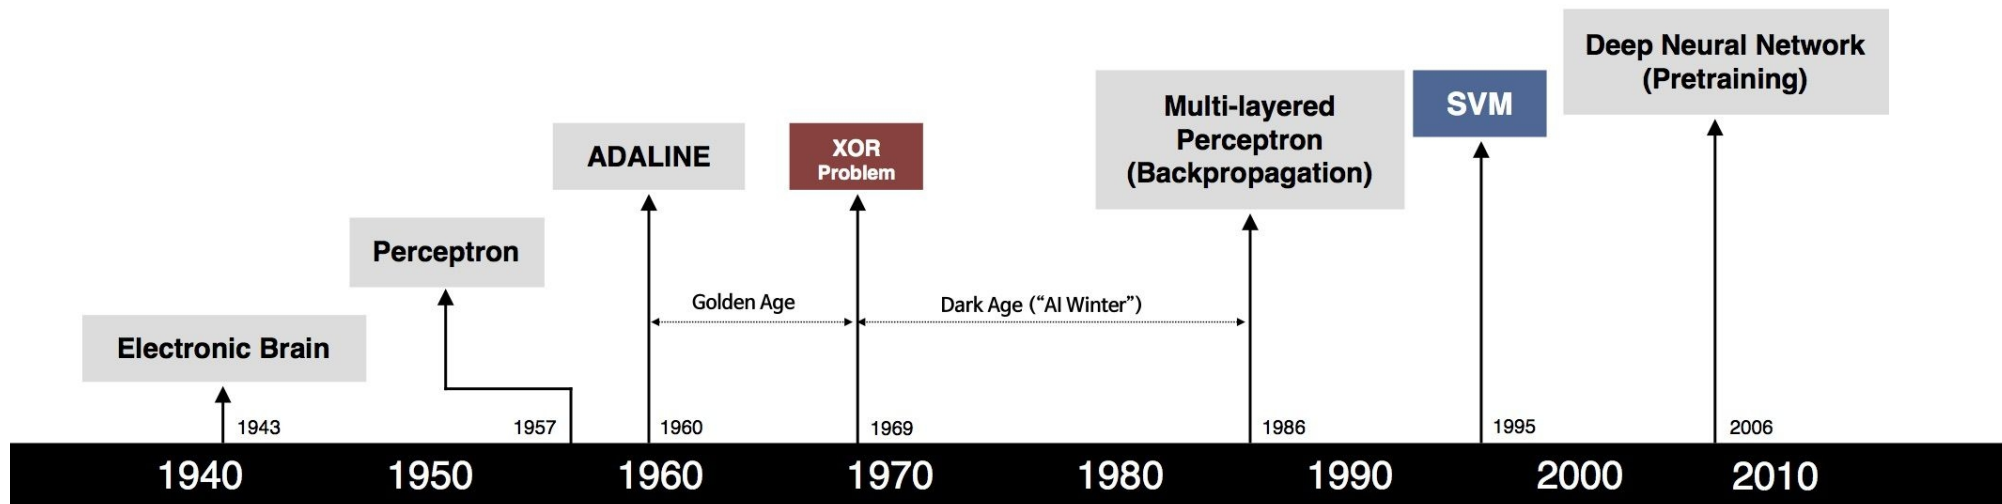 Electronic Brain
1943
Perceptron
1957
ADALINE
1960
Golden Age
XOR
Problem
1969
Dark Age (“AI Winter”)
Multi-layered
Perceptron
(Backpropagation)
1986
SVM
1995
Deep Neural Network
(Pretraining)
2006
1940 1950 1960 1970 1980 1990 2000 2010